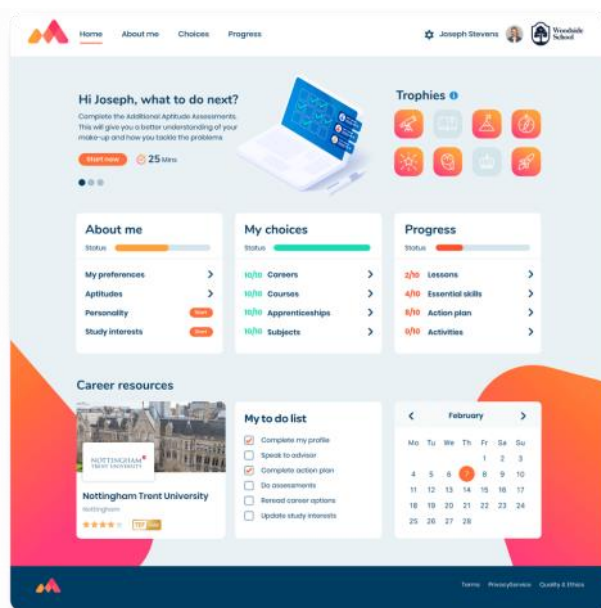 Home About me Choices Progress
Joseph Stevens
Woodside
School
Hi Joseph, what to do next?
Complete the Additional Aptitude Assessments.
This will give you a better understanding of your
make-up and how you tackle the problems
Start now 25 Mins
Trophies
About me
Status
My preferences
Aptitudes
Personality Start
Study interests Start
My choices
Status
10/10 Careers
10/10 Courses
10/10 Apprenticeships
10/10 Subjects
Progress
Status
2/10 Lessons
4/10 Essential skills
8/10 Action plan
0/10 Activities
Career resources
NOTTINGHAM
TRENT UNIVERSITY
Nottingham Trent University
Nottingham
TEF
My to do list
Complete my profile
Speak to advisor
Complete action plan
Do assessments
Reread career options
Update study interests
February
Mo Tu We Th Fr Sa Su
1 2 3
4 5 6 7 8 9 10
11 12 13 14 15 16 17
18 19 20 21 22 23 24
25 26 27 28
Terms PrivacyService Quality & Ethics